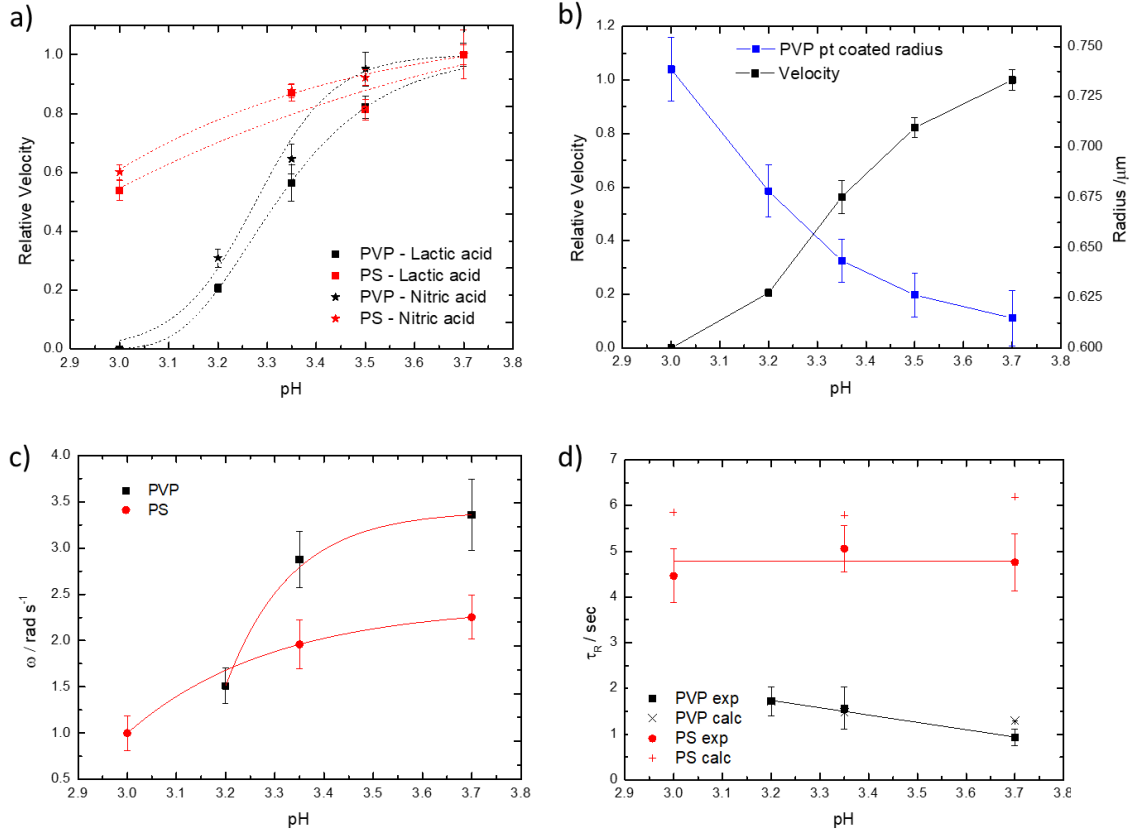 a)
1.0
0.8
0.6
0.4
0.2
0.0
Relative Velocity
PVP - Lactic acid
PS - Lactic acid
PVP - Nitric acid
PS - Nitric acid
2.9 3.0 3.1 3.2 3.3 3.4 3.5 3.6 3.7 3.8
pH
b)
1.2
1.0
0.8
0.6
0.4
0.2
0.0
Relative Velocity
PVP pt coated radius
Velocity
0.750
0.725
0.700
0.675
0.650
0.625
0.600
Radius /μm
2.9 3.0 3.1 3.2 3.3 3.4 3.5 3.6 3.7 3.8
pH
c)
4.0
3.5
3.0
2.5
2.0
1.5
1.0
0.5
ω / rad s⁻¹
PVP
PS
2.9 3.0 3.1 3.2 3.3 3.4 3.5 3.6 3.7 3.8
pH
d)
7
6
5
4
3
2
1
0
τR / sec
PVP exp
PVP calc
PS exp
PS calc
2.9 3.0 3.1 3.2 3.3 3.4 3.5 3.6 3.7 3.8
pH